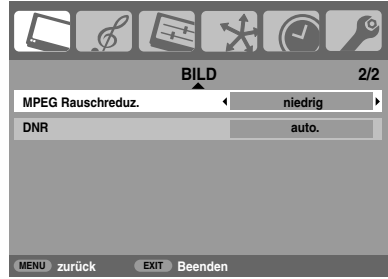 BILD 2/2
MPEG Rauschreduz. niedrig
DNR auto.
MENU zurück EXIT Beenden